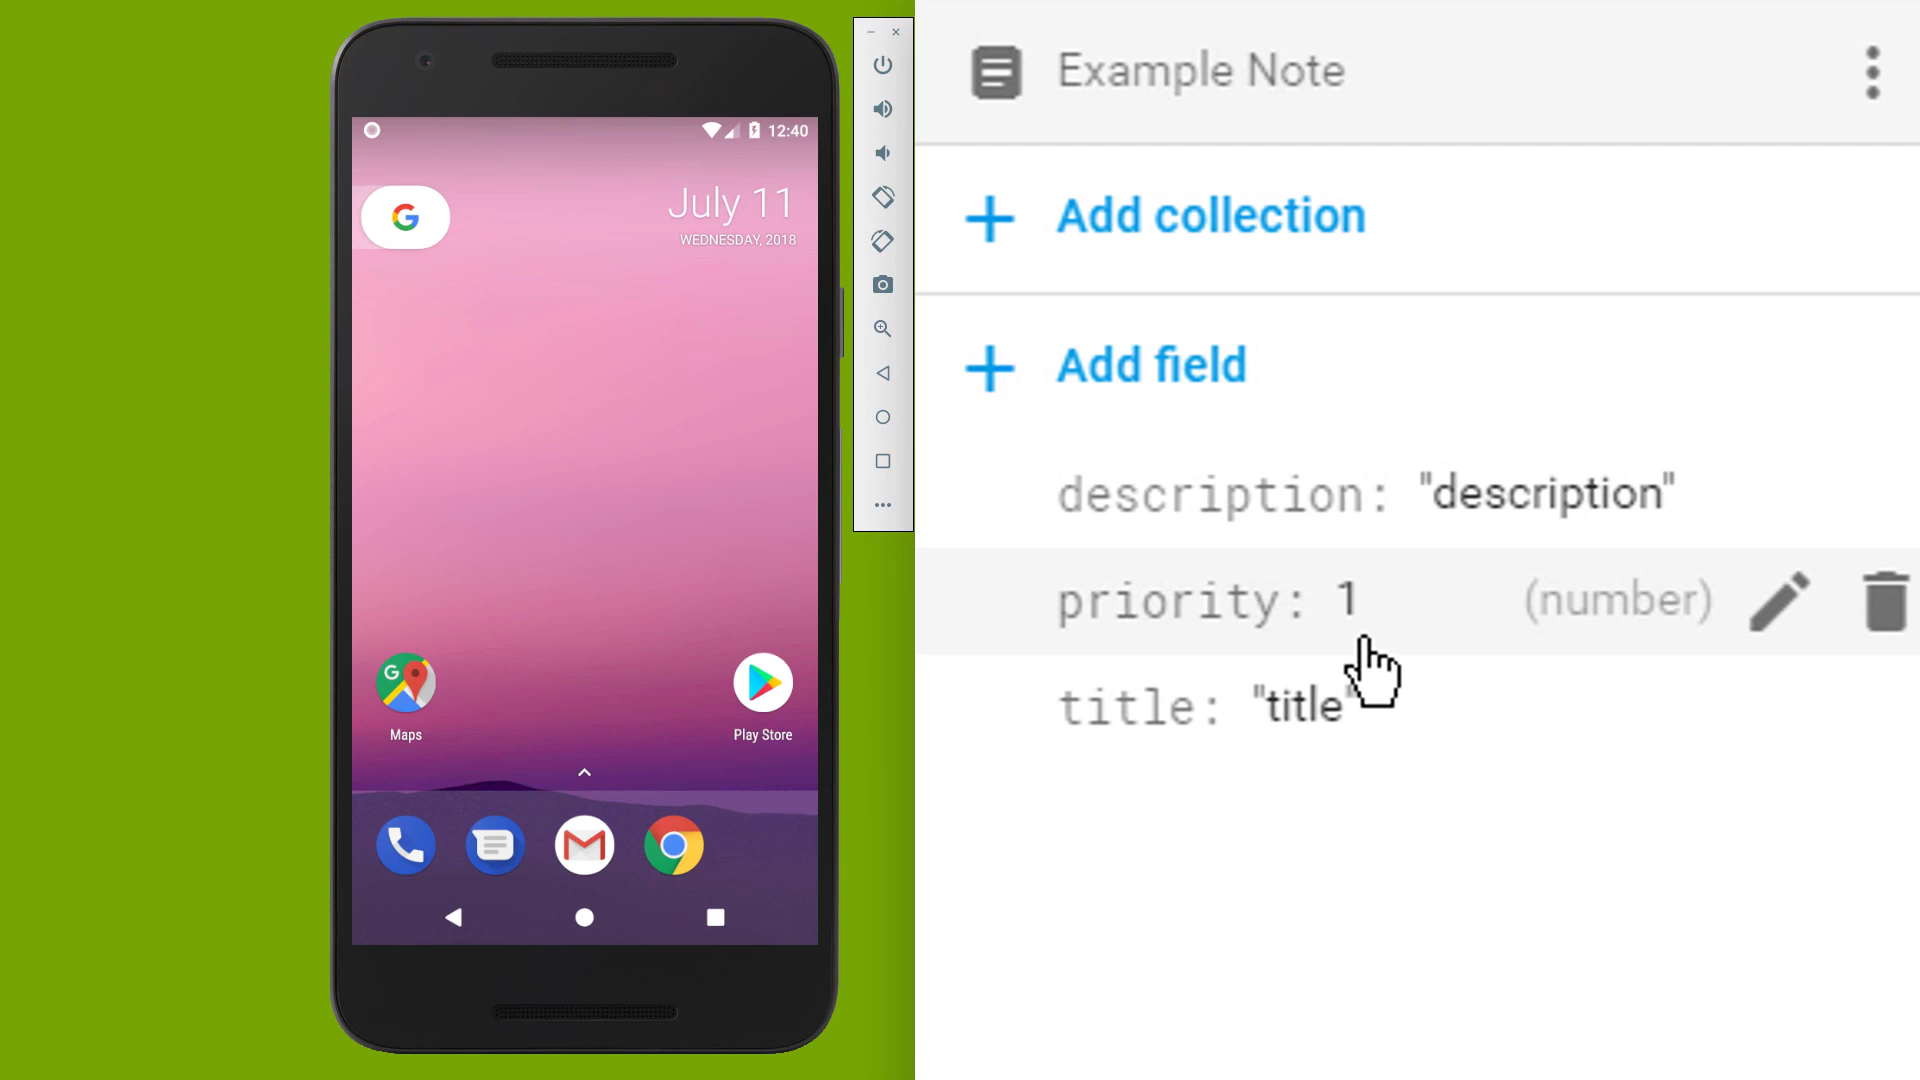 12:40
July 11
WEDNESDAY, 2018
G
G
Maps
Play Store
Example Note
Add collection
Add field
description: "description"
priority: 1 (number)
title: "title"